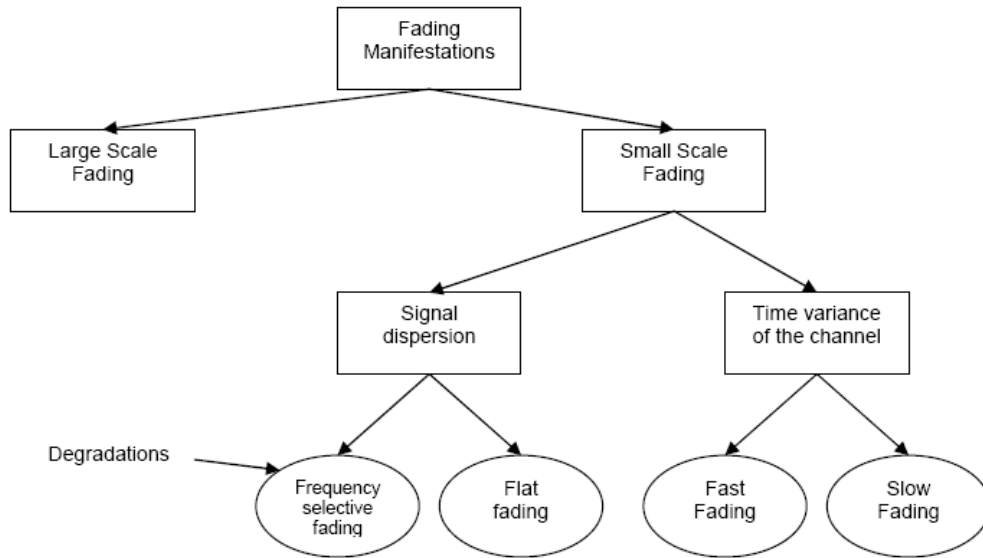 Fading
Manifestations
Large Scale
Fading
Small Scale
Fading
Signal
dispersion
Time variance
of the channel
Degradations
Frequency
selective
fading
Flat
fading
Fast
Fading
Slow
Fading